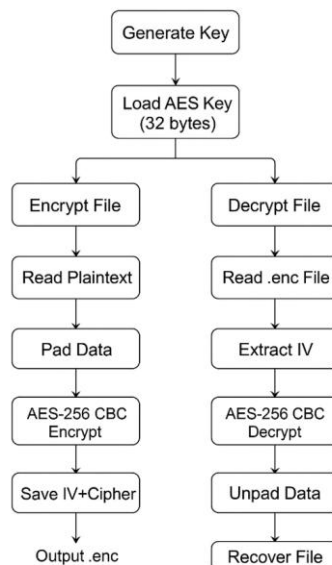 Generate Key
Load AES Key
(32 bytes)
Encrypt File
Decrypt File
Read Plaintext
Read .enc File
Pad Data
Extract IV
AES-256 CBC
Encrypt
AES-256 CBC
Decrypt
Save IV+Cipher
Unpad Data
Output .enc
Recover File